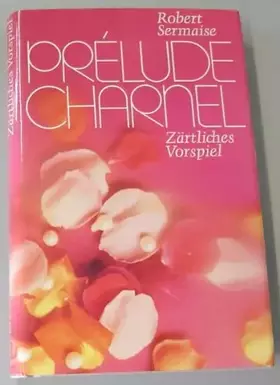 Robert
Sermaise
PRÉLUDE
CHARNEL
Zärtliches
Vorspiel
Zärtliches Vorspiel